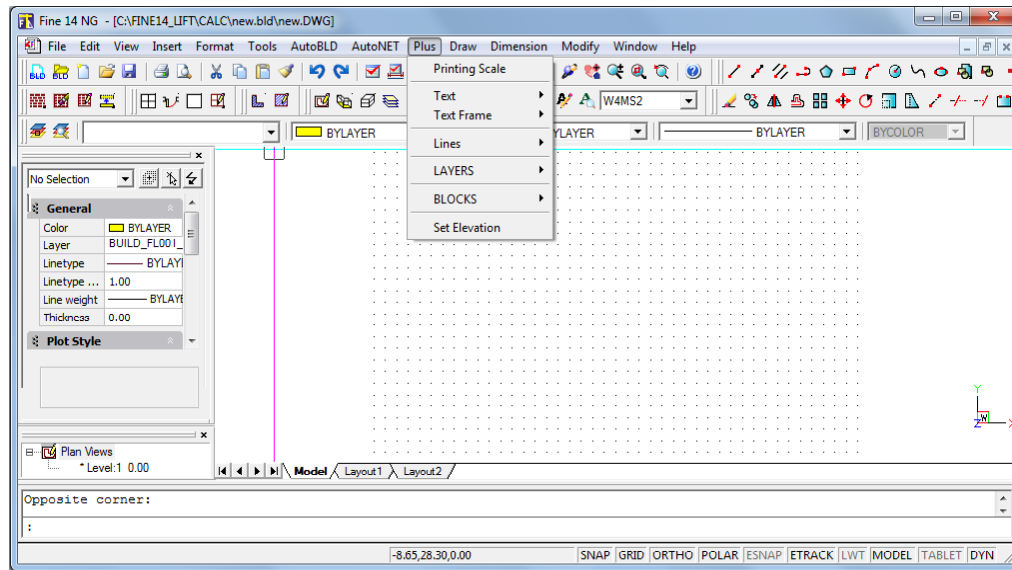 Fine 14 NG - [C:\FINE14_LIFT\CALC\new.bld\new.DWG]
File Edit View Insert Format Tools AutoBLD AutoNET Plus Draw Dimension Modify Window Help
BLD BLD
Printing Scale
Text
Text Frame
Lines
LAYERS
BLOCKS
Set Elevation
W4MS2
BYLAYER YLAYER BYLAYER BYCOLOR
No Selection
General
Color BYLAYER
Layer BUILD_FL001_
Linetype BYLAY
Linetype ... 1.00
Line weight BYLAYE
Thickness 0.00
Plot Style
Y
W
Z X
Plan Views
* Level:1 0.00
Model Layout1 Layout2
Opposite corner:
:
-8.65,28.30,0.00 SNAP GRID ORTHO POLAR ESNAP ETRACK LWT MODEL TABLET DYN